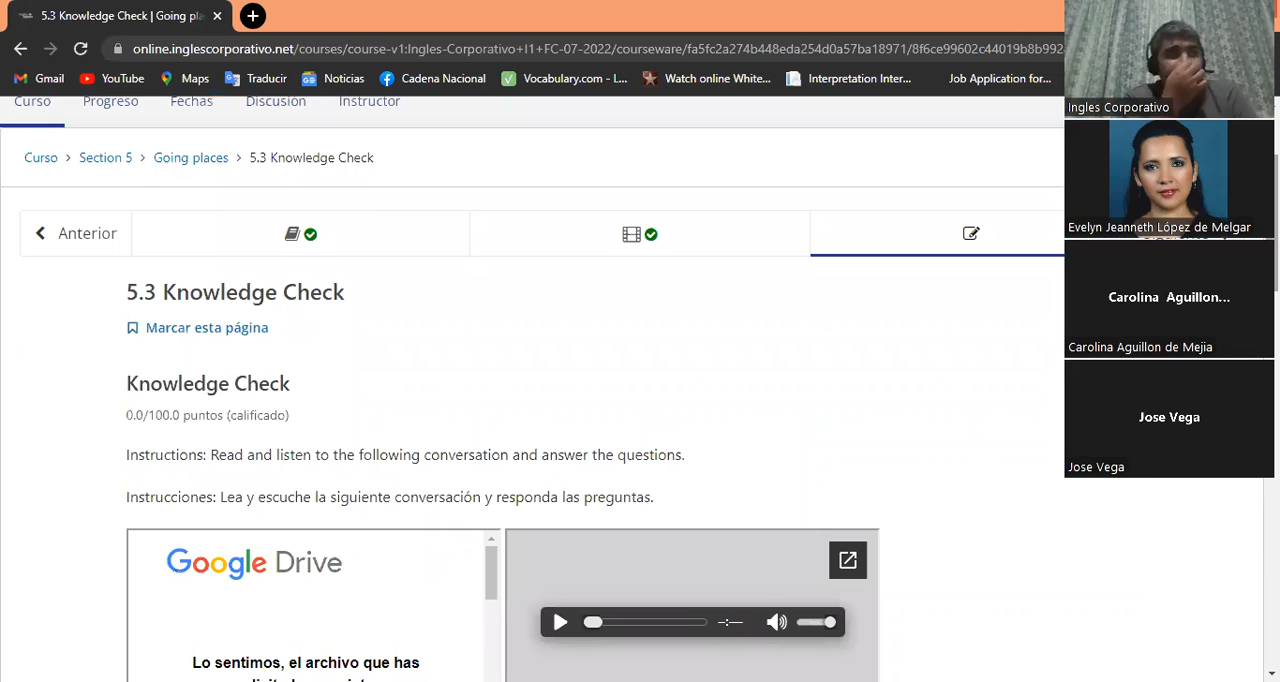 5.3 Knowledge Check | Going pla
online.inglescorporativo.net/courses/course-v1:Ingles-Corporativo+I1+FC-07-2022/courseware/fa5fc2a274b448eda254d0a57ba18971/8f6ce99602c44019b8b992
Gmail YouTube Maps Traducir Noticias Cadena Nacional Vocabulary.com - L... Watch online White... Interpretation Inter... Job Application for...
Curso Progreso Fechas Discusión Instructor
Curso > Section 5 > Going places > 5.3 Knowledge Check
Anterior
5.3 Knowledge Check
Marcar esta página
Knowledge Check
0.0/100.0 puntos (calificado)
Instructions: Read and listen to the following conversation and answer the questions.
Instrucciones: Lea y escuche la siguiente conversación y responda las preguntas.
Google Drive
Lo sentimos, el archivo que has
-:--
Ingles Corporativo
Evelyn Jeanneth López de Melgar
Carolina Aguillon...
Carolina Aguillon de Mejia
Jose Vega
Jose Vega